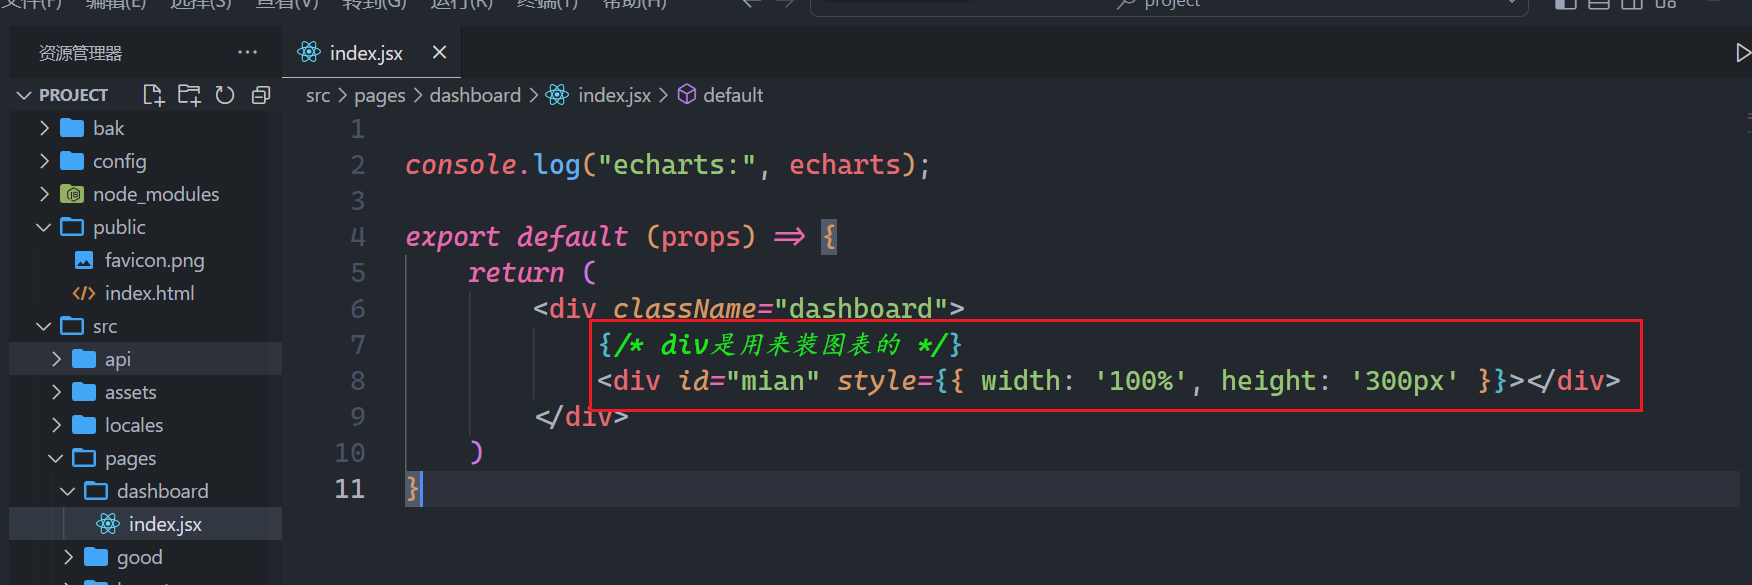 文件(F) 编辑(E) 选择(S) 查看(V) 转到(G) 运行(R) 终端(T) 帮助(H) project
资源管理器 ···
index.jsx
PROJECT
src > pages > dashboard > index.jsx > default
bak
config
node_modules
public
favicon.png
index.html
src
api
assets
locales
pages
dashboard
index.jsx
good
1
2 console.log("echarts:", echarts);
3
4 export default (props) => {
5 return (
6 <div className="dashboard">
7 {/* div是用来装图表的 */}
8 <div id="mian" style={{ width: '100%', height: '300px' }}></div>
9 </div>
10 )
11 }